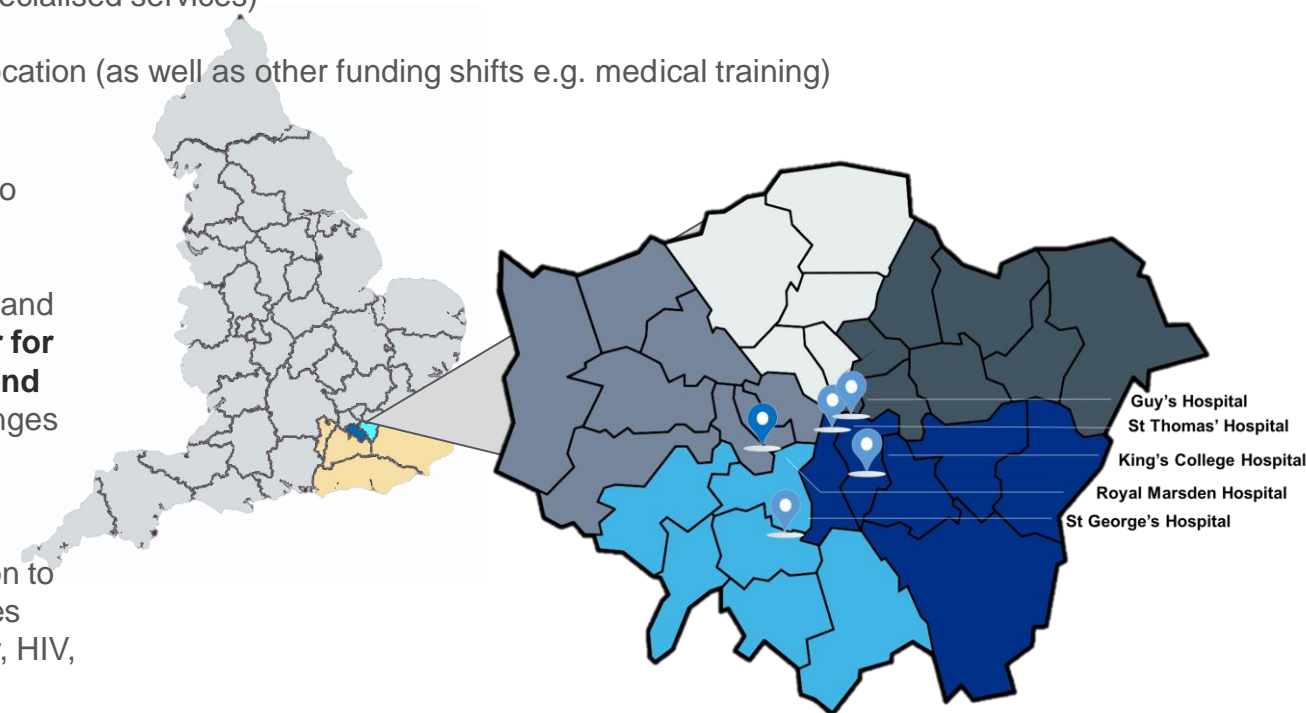 ecialised services)
ocation (as well as other funding shifts e.g. medical training)
o
and
r for
nd
nges
on to
es
, HIV,
Guy's Hospital
St Thomas' Hospital
King's College Hospital
Royal Marsden Hospital
St George's Hospital